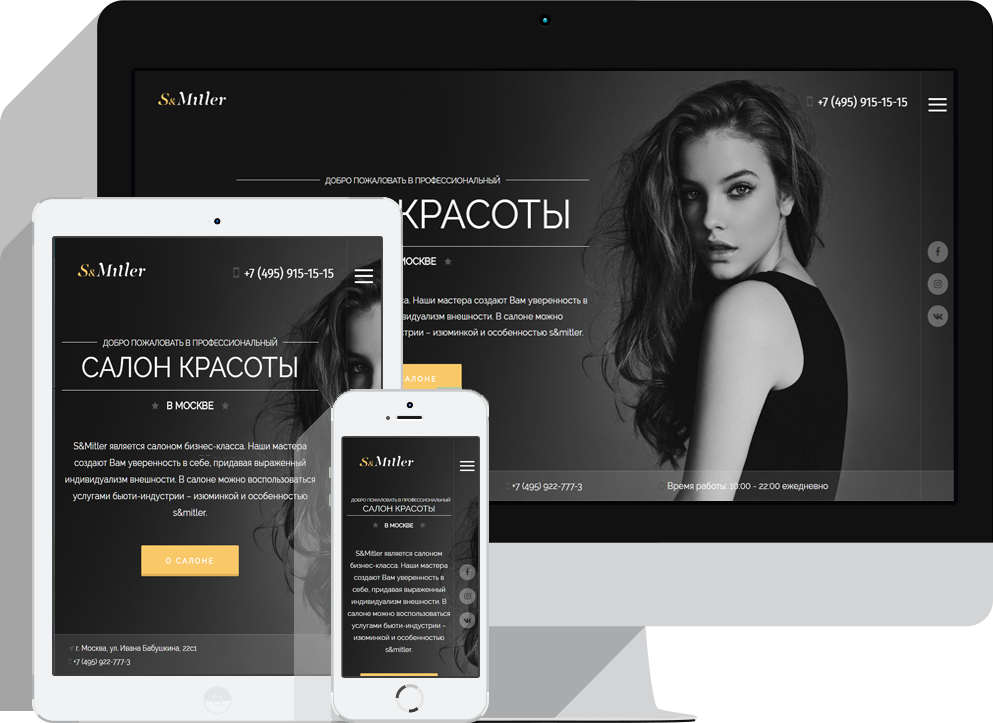 S&Mitler
+7 (495) 915-15-15
ДОБРО ПОЖАЛОВАТЬ В ПРОФЕССИОНАЛЬНЫЙ
КРАСОТЫ
МОСКВЕ
ка. Наши мастера создают Вам уверенность в
видуализм внешности. В салоне можно
стрии – изюминкой и особенностью s&mitler.
АЛОНЕ
+7 (495) 922-777-3
Время работы: 10:00 - 22:00 ежедневно
S&Mitler
+7 (495) 915-15-15
ДОБРО ПОЖАЛОВАТЬ В ПРОФЕССИОНАЛЬНЫЙ
САЛОН КРАСОТЫ
В МОСКВЕ
S&Mitler является салоном бизнес-класса. Наши мастера
создают Вам уверенность в себе, придавая выраженный
индивидуализм внешности. В салоне можно воспользоваться
услугами бьюти-индустрии – изюминкой и особенностью
s&mitler.
О САЛОНЕ
г. Москва, ул. Ивана Бабушкина, 22с1
+7 (495) 922-777-3
S&Mitler
ДОБРО ПОЖАЛОВАТЬ В ПРОФЕССИОНАЛЬНЫЙ
САЛОН КРАСОТЫ
В МОСКВЕ
S&Mitler является салоном
бизнес-класса. Наши мастера
создают Вам уверенность в
себе, придавая выраженный
индивидуализм внешности. В
салоне можно воспользоваться
услугами бьюти-индустрии –
изюминкой и особенностью
s&mitler.